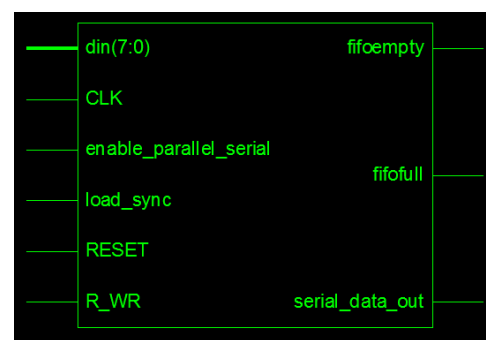 din(7:0)
fifoempty
CLK
enable_parallel_serial
fifofull
load_sync
RESET
R_WR
serial_data_out